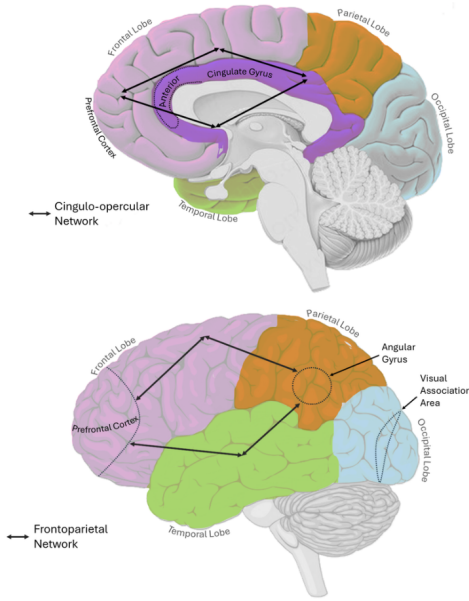 Frontal Lobe
Parietal Lobe
Anterior
Cingulate Gyrus
Prefrontal Cortex
Occipital Lobe
Temporal Lobe
Cingulo-opercular
Network
Frontal Lobe
Parietal Lobe
Angular
Gyrus
Visual
Association
Area
Prefrontal Cortex
Occipital Lobe
Temporal Lobe
Frontoparietal
Network